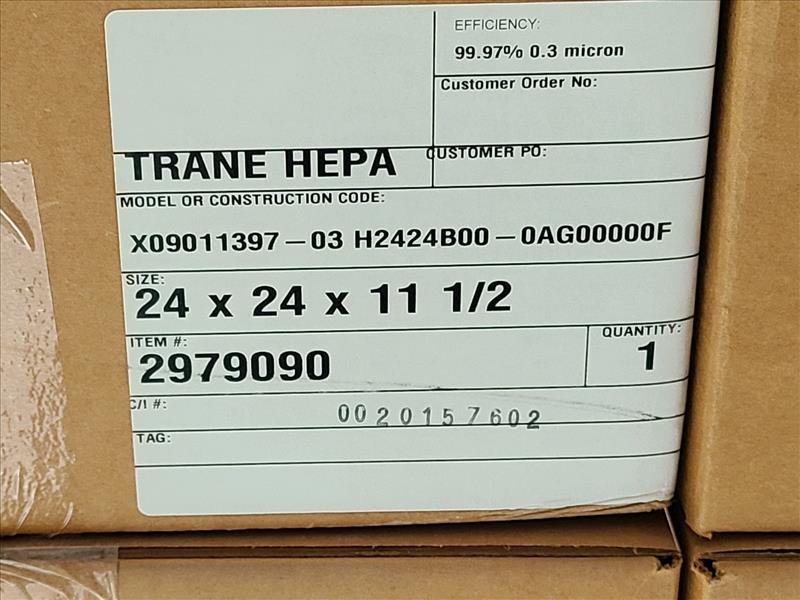 EFFICIENCY:
99.97% 0.3 micron
Customer Order No:
TRANE HEPA
CUSTOMER PO:
MODEL OR CONSTRUCTION CODE:
X09011397-03 H2424B00-0AG00000F
SIZE:
24 x 24 x 11 1/2
ITEM #:
2979090
QUANTITY:
1
C/I #:
0020157602
TAG: